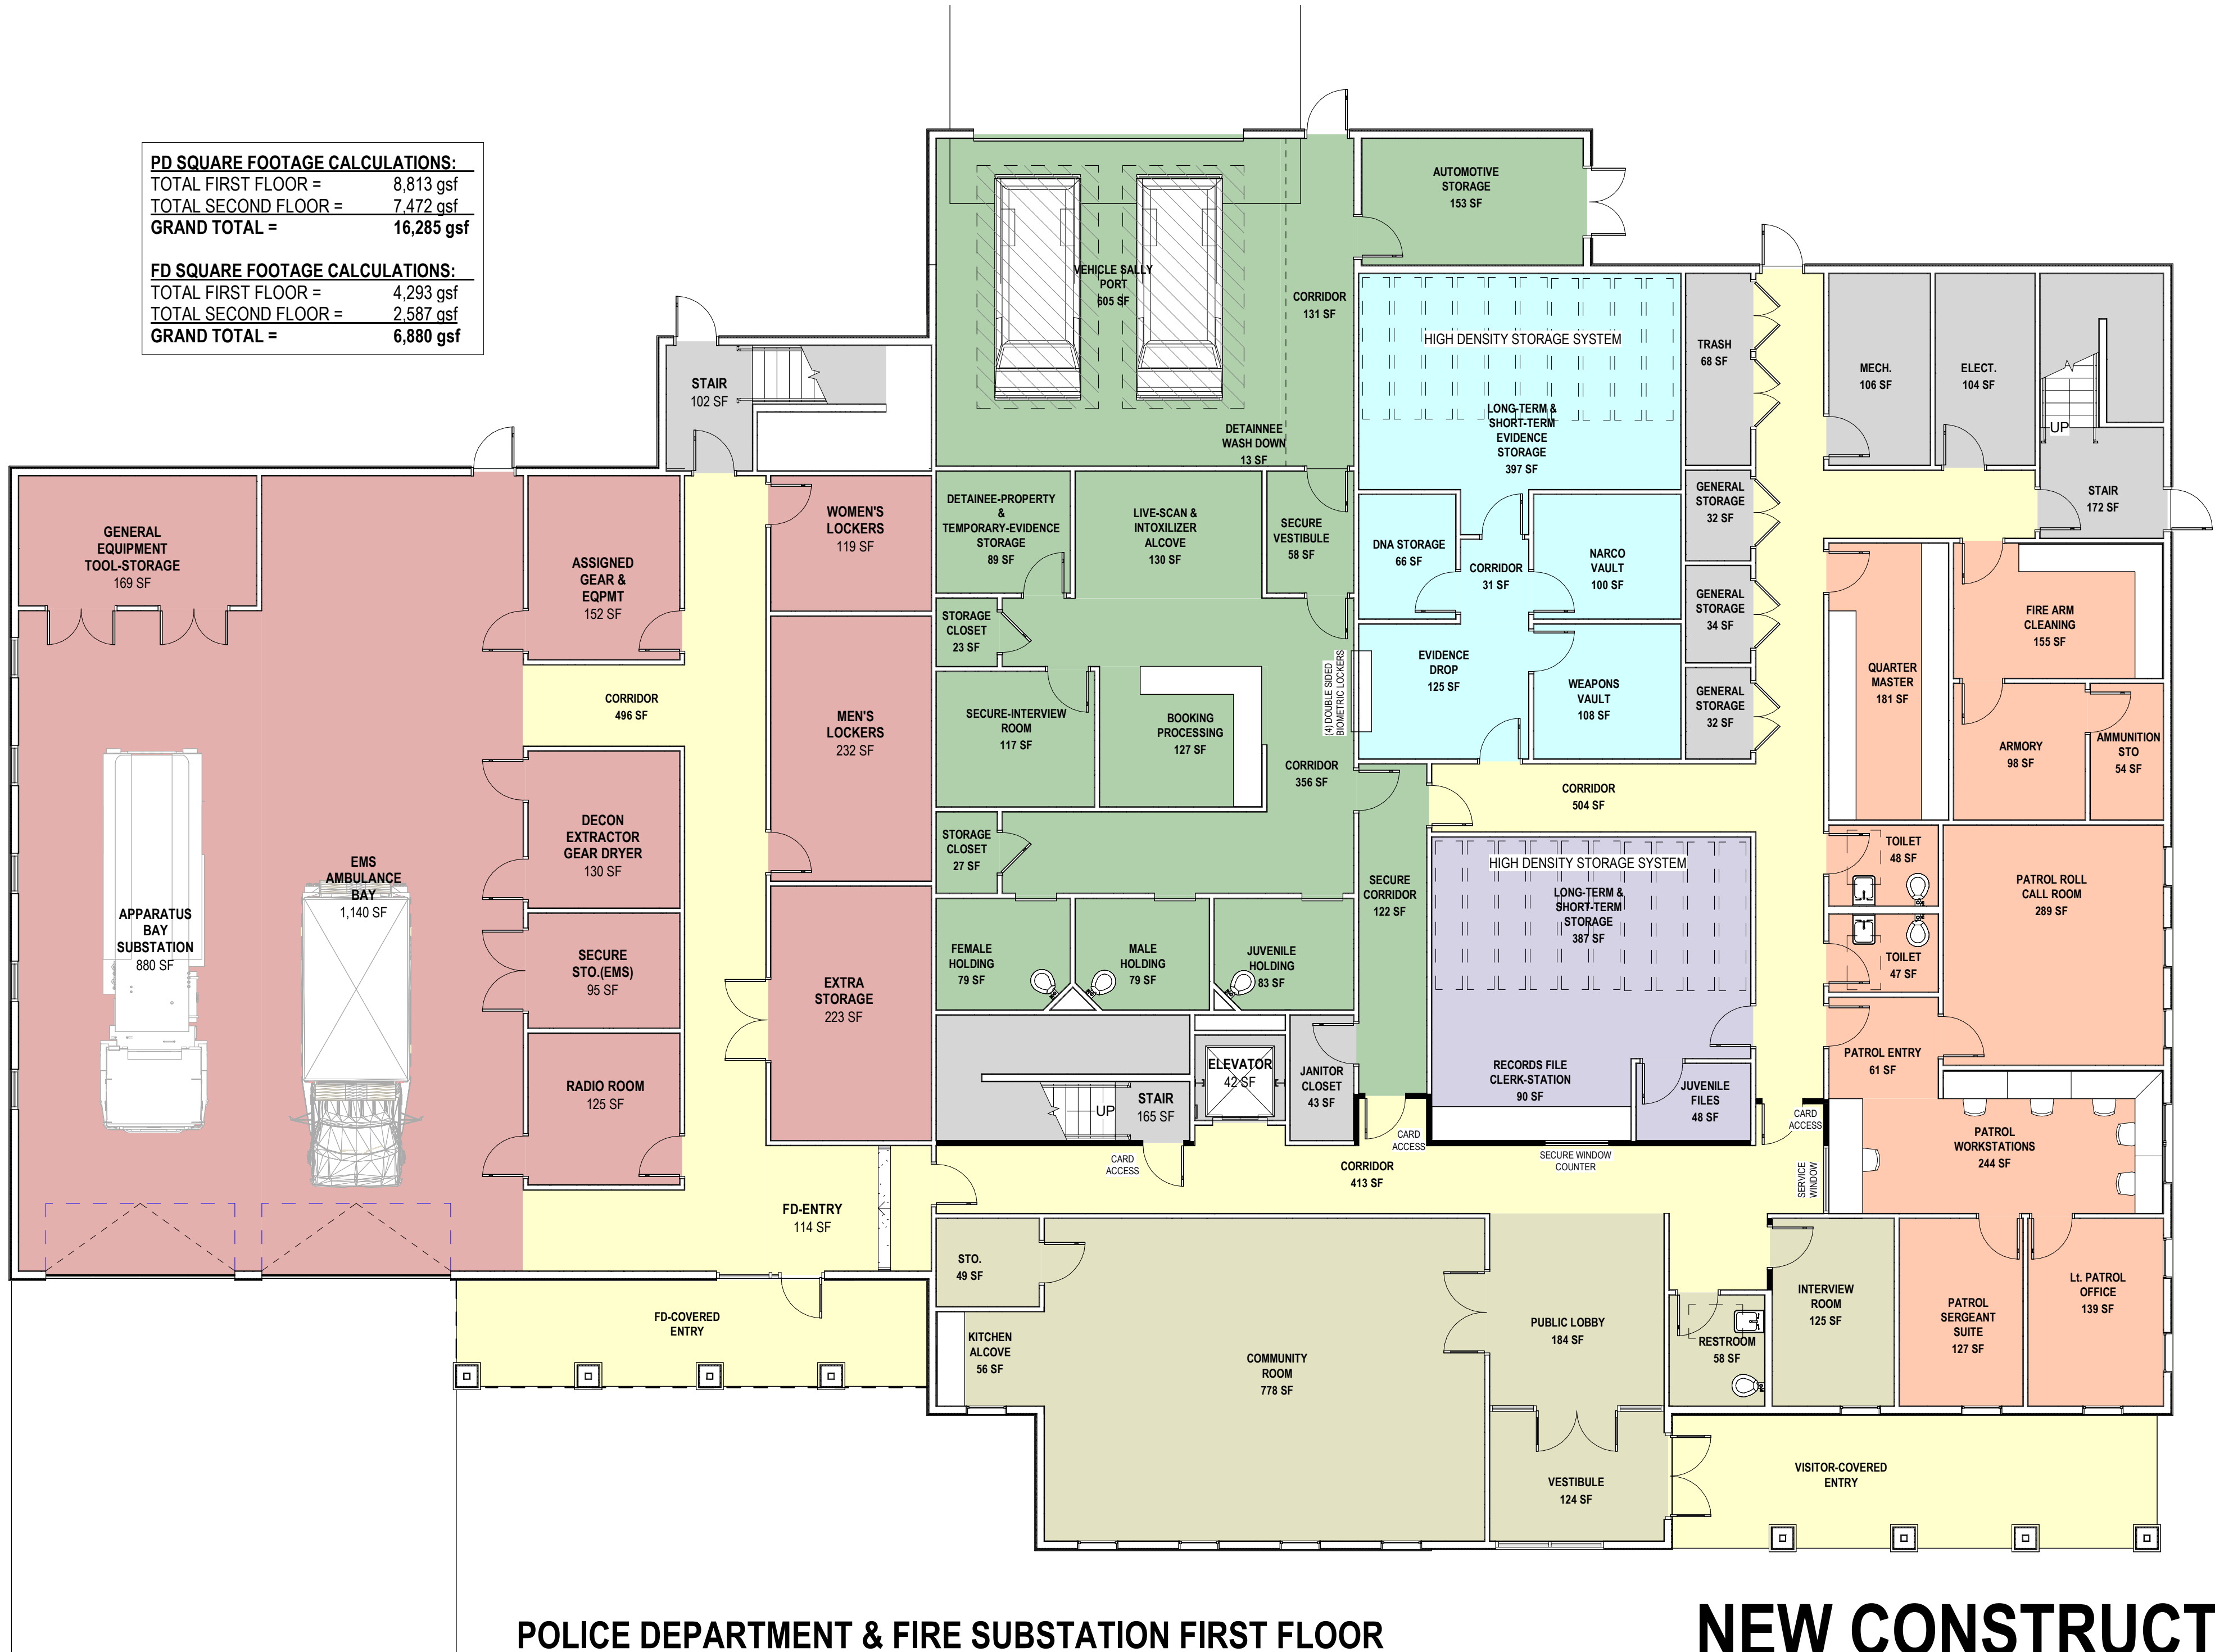 PD SQUARE FOOTAGE CALCULATIONS:
TOTAL FIRST FLOOR = 8,813 gsf
TOTAL SECOND FLOOR = 7,472 gsf
GRAND TOTAL = 16,285 gsf
FD SQUARE FOOTAGE CALCULATIONS:
TOTAL FIRST FLOOR = 4,293 gsf
TOTAL SECOND FLOOR = 2,587 gsf
GRAND TOTAL = 6,880 gsf
GENERAL
EQUIPMENT
TOOL-STORAGE
169 SF
APPARATUS
BAY
SUBSTATION
880 SF
EMS
AMBULANCE
BAY
1,140 SF
ASSIGNED
GEAR &
EQPMT
152 SF
CORRIDOR
496 SF
DECON
EXTRACTOR
GEAR DRYER
130 SF
SECURE
STO.(EMS)
95 SF
RADIO ROOM
125 SF
STAIR
102 SF
WOMEN'S
LOCKERS
119 SF
MEN'S
LOCKERS
232 SF
EXTRA
STORAGE
223 SF
FD-ENTRY
114 SF
FD-COVERED
ENTRY
VEHICLE SALLY
PORT
605 SF
CORRIDOR
131 SF
DETAINNEE
WASH DOWN
13 SF
AUTOMOTIVE
STORAGE
153 SF
DETAINEE-PROPERTY
&
TEMPORARY-EVIDENCE
STORAGE
89 SF
LIVE-SCAN &
INTOXILIZER
ALCOVE
130 SF
SECURE
VESTIBULE
58 SF
STORAGE
CLOSET
23 SF
SECURE-INTERVIEW
ROOM
117 SF
BOOKING
PROCESSING
127 SF
CORRIDOR
356 SF
(4) DOUBLE SIDED
BIOMETRIC LOCKERS
STORAGE
CLOSET
27 SF
FEMALE
HOLDING
79 SF
MALE
HOLDING
79 SF
JUVENILE
HOLDING
83 SF
SECURE
CORRIDOR
122 SF
UP
STAIR
165 SF
ELEVATOR
42 SF
JANITOR
CLOSET
43 SF
CARD
ACCESS
CARD
ACCESS
CORRIDOR
413 SF
HIGH DENSITY STORAGE SYSTEM
LONG-TERM &
SHORT-TERM
EVIDENCE
STORAGE
397 SF
DNA STORAGE
66 SF
CORRIDOR
31 SF
NARCO
VAULT
100 SF
EVIDENCE
DROP
125 SF
WEAPONS
VAULT
108 SF
TRASH
68 SF
GENERAL
STORAGE
32 SF
GENERAL
STORAGE
34 SF
GENERAL
STORAGE
32 SF
CORRIDOR
504 SF
HIGH DENSITY STORAGE SYSTEM
LONG-TERM &
SHORT-TERM
STORAGE
387 SF
RECORDS FILE
CLERK-STATION
90 SF
JUVENILE
FILES
48 SF
SECURE WINDOW
COUNTER
CARD
ACCESS
SERVICE
WINDOW
MECH.
106 SF
ELECT.
104 SF
UP
STAIR
172 SF
QUARTER
MASTER
181 SF
FIRE ARM
CLEANING
155 SF
ARMORY
98 SF
AMMUNITION
STO
54 SF
TOILET
48 SF
TOILET
47 SF
PATROL ROLL
CALL ROOM
289 SF
PATROL ENTRY
61 SF
PATROL
WORKSTATIONS
244 SF
STO.
49 SF
KITCHEN
ALCOVE
56 SF
COMMUNITY
ROOM
778 SF
PUBLIC LOBBY
184 SF
VESTIBULE
124 SF
RESTROOM
58 SF
INTERVIEW
ROOM
125 SF
PATROL
SERGEANT
SUITE
127 SF
Lt. PATROL
OFFICE
139 SF
VISITOR-COVERED
ENTRY
POLICE DEPARTMENT & FIRE SUBSTATION FIRST FLOOR
NEW CONSTRUCT